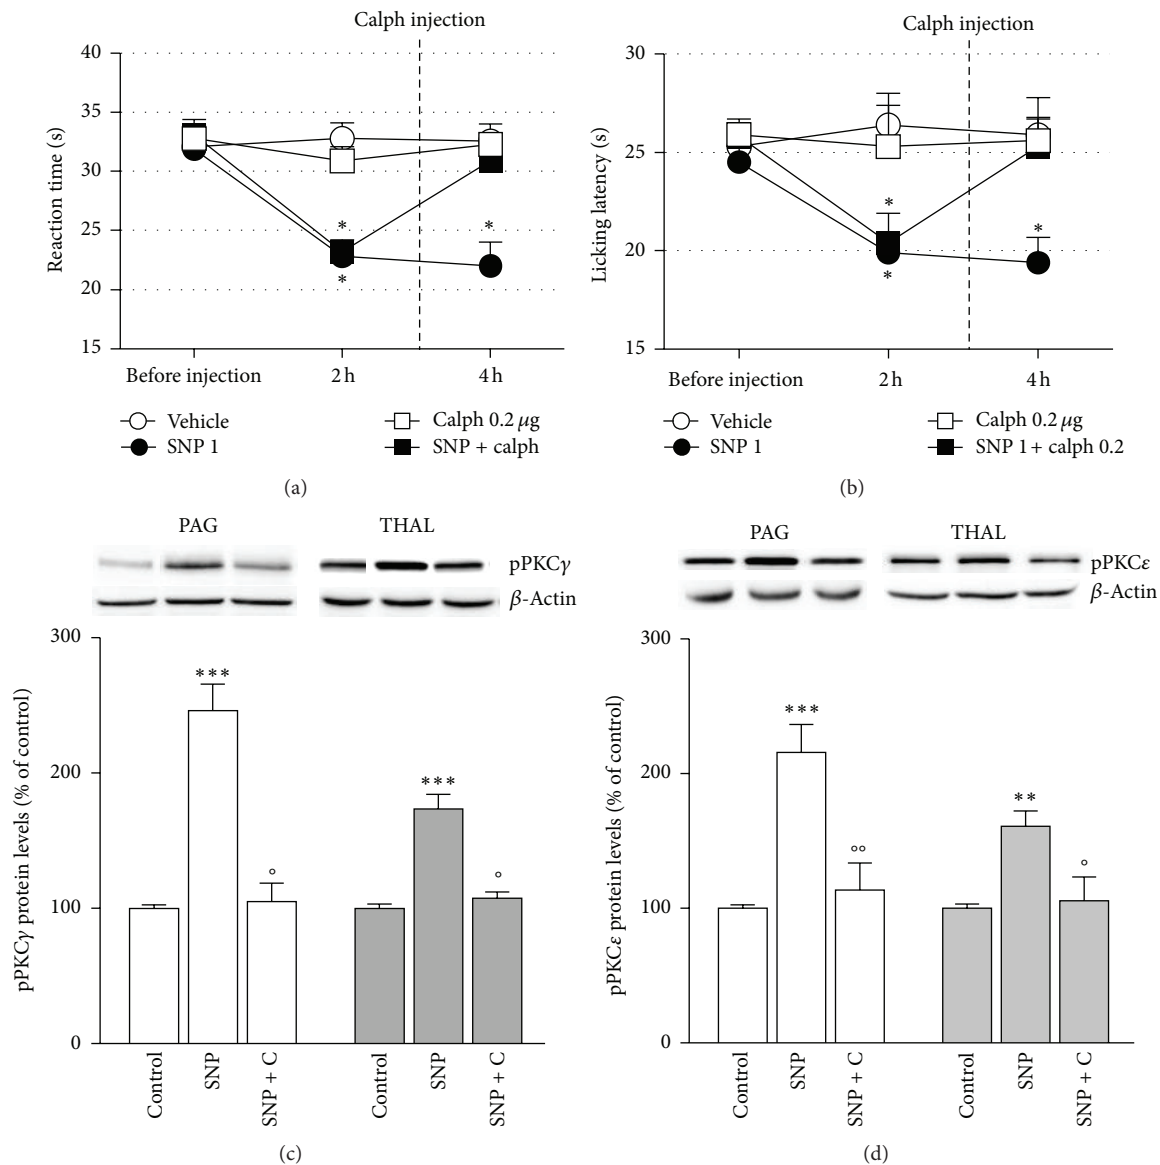 Calph injection
40
35
30
25
20
15
Reaction time (s)
*
*
*
Before injection 2 h 4 h
Vehicle Calph 0.2 μg
SNP 1 SNP + calph
(a)
Calph injection
30
25
20
15
Licking latency (s)
*
*
*
Before injection 2 h 4 h
Vehicle Calph 0.2 μg
SNP 1 SNP 1 + calph 0.2
(b)
PAG THAL
pPKCγ
β-Actin
300
200
100
0
pPKCγ protein levels (% of control)
***
°
***
°
Control SNP SNP + C Control SNP SNP + C
(c)
PAG THAL
pPKCε
β-Actin
300
200
100
0
pPKCε protein levels (% of control)
***
°°
**
°
Control SNP SNP + C Control SNP SNP + C
(d)